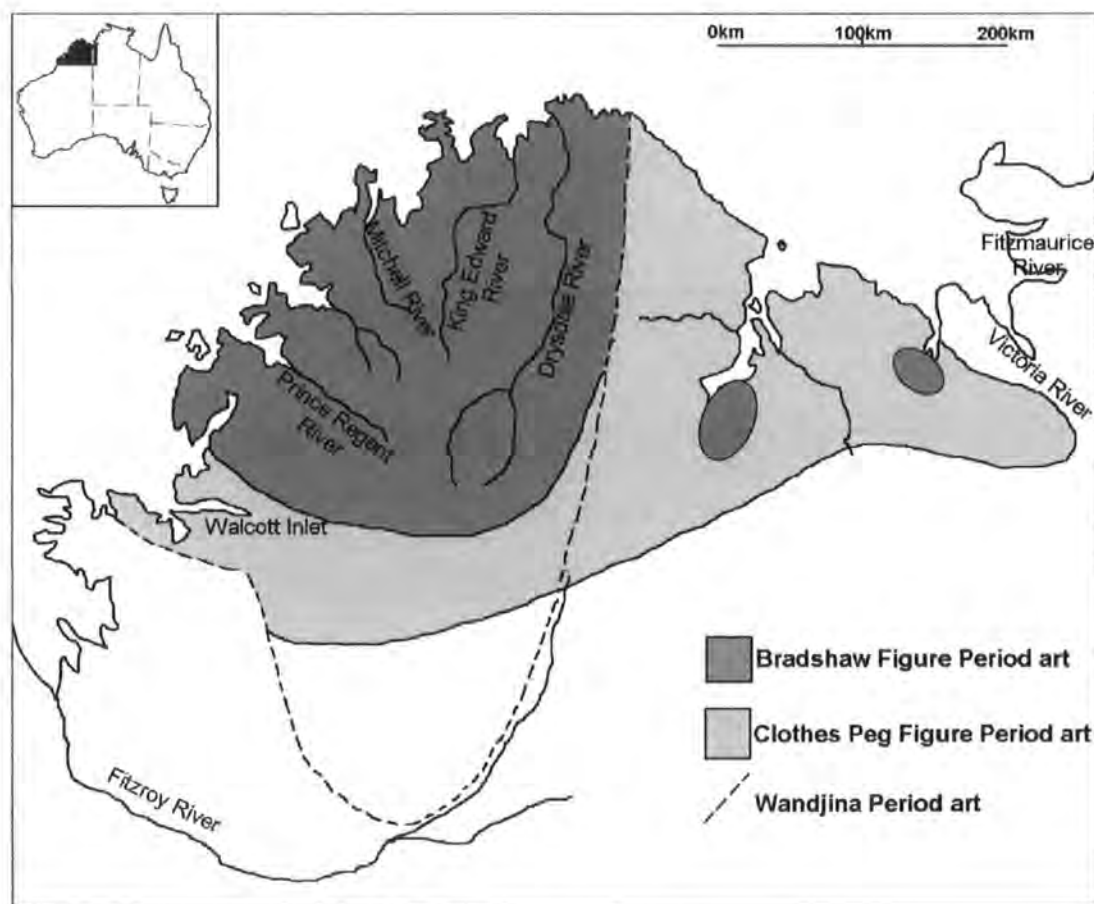 0km 100km 200km
Mitchell River
King Edward
River
Drysdale River
Fitzmaurice
River
Victoria River
Prince Regent
River
Walcott Inlet
Fitzroy River
Bradshaw Figure Period art
Clothes Peg Figure Period art
Wandjina Period art